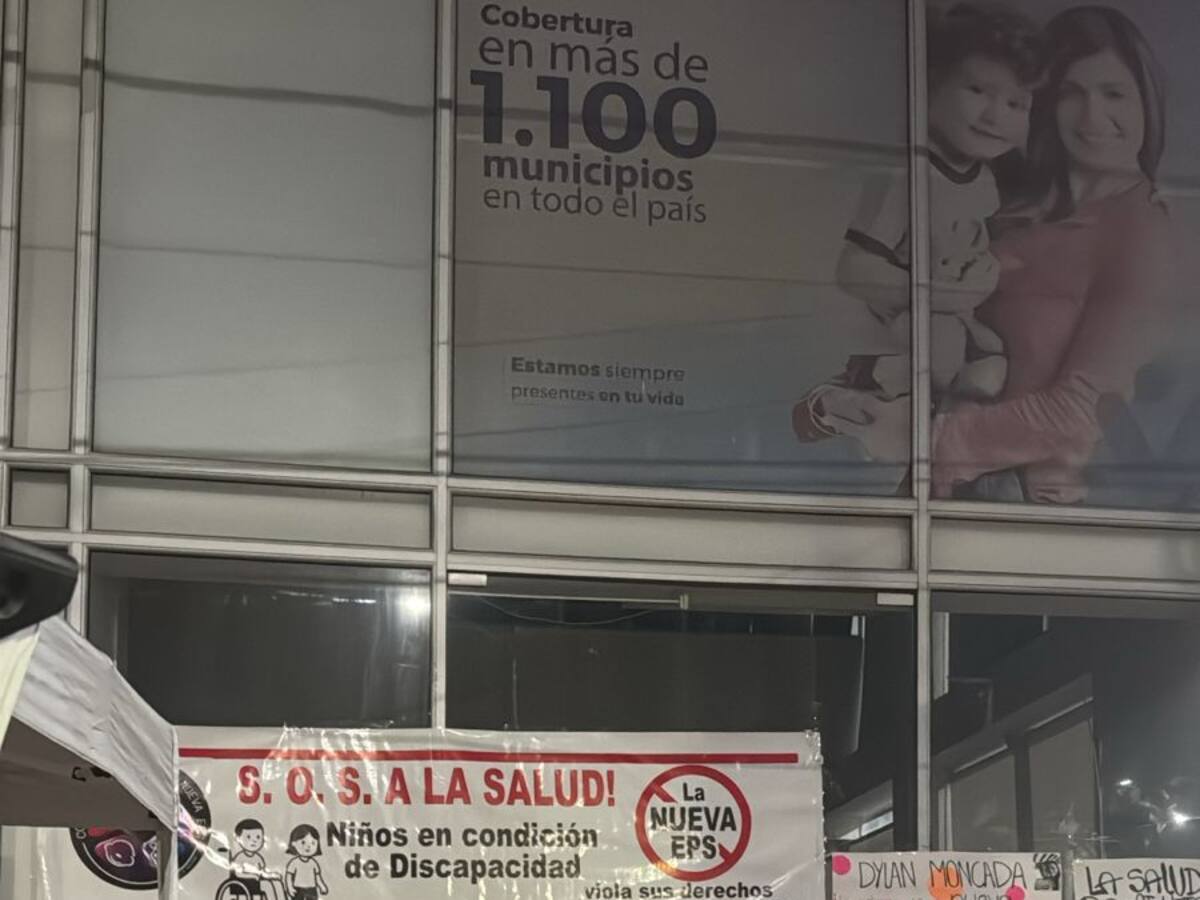 Cobertura
en más de
1.100
municipios
en todo el país
Estamos siempre
presentes en tu vida
S. O. S. A LA SALUD!
Niños en condición
de Discapacidad
La
NUEVA
EPS
viola sus derechos
DYLAN MONCADA
LA SALUD